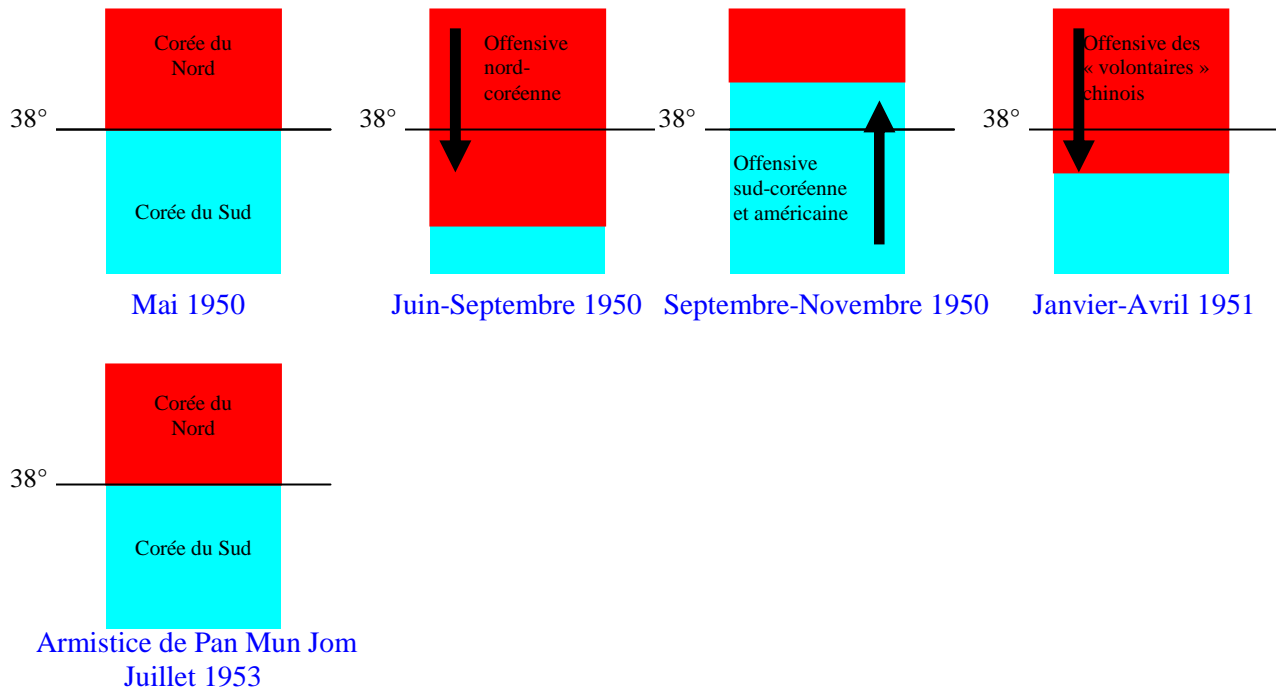 Corée du
Nord
38°
Corée du Sud
Mai 1950
Offensive
nord-
coréenne
38°
Juin-Septembre 1950
38°
Offensive
sud-coréenne
et américaine
Septembre-Novembre 1950
Offensive des
« volontaires »
chinois
38°
Janvier-Avril 1951
Corée du
Nord
38°
Corée du Sud
Armistice de Pan Mun Jom
Juillet 1953